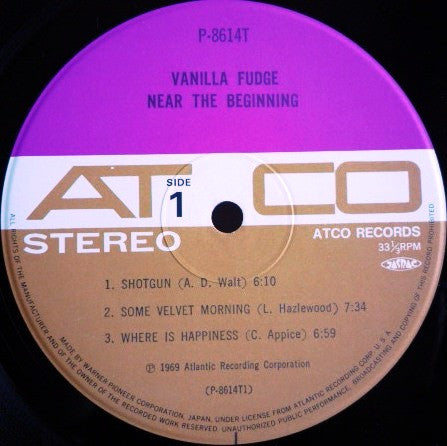 P-8614T
VANILLA FUDGE
NEAR THE BEGINNING
ATCO
SIDE
1
STEREO
ATCO RECORDS
33⅓RPM
JASRAC
1. SHOTGUN (A. D. Walt) 6:10
2. SOME VELVET MORNING (L. Hazlewood) 7:34
3. WHERE IS HAPPINESS (C. Appice) 6:59
Ⓟ 1969 Atlantic Recording Corporation
(P-8614T1)
ALL RIGHTS OF THE MANUFACTURER AND OF THE OWNER OF THE RECORDED WORK RESERVED. UNAUTHORIZED PUBLIC PERFORMANCE, BROADCASTING AND COPYING OF THIS RECORD PROHIBITED
MADE BY WARNER-PIONEER CORPORATION, JAPAN, UNDER LICENSE FROM ATLANTIC RECORDING CORP. U.S.A.